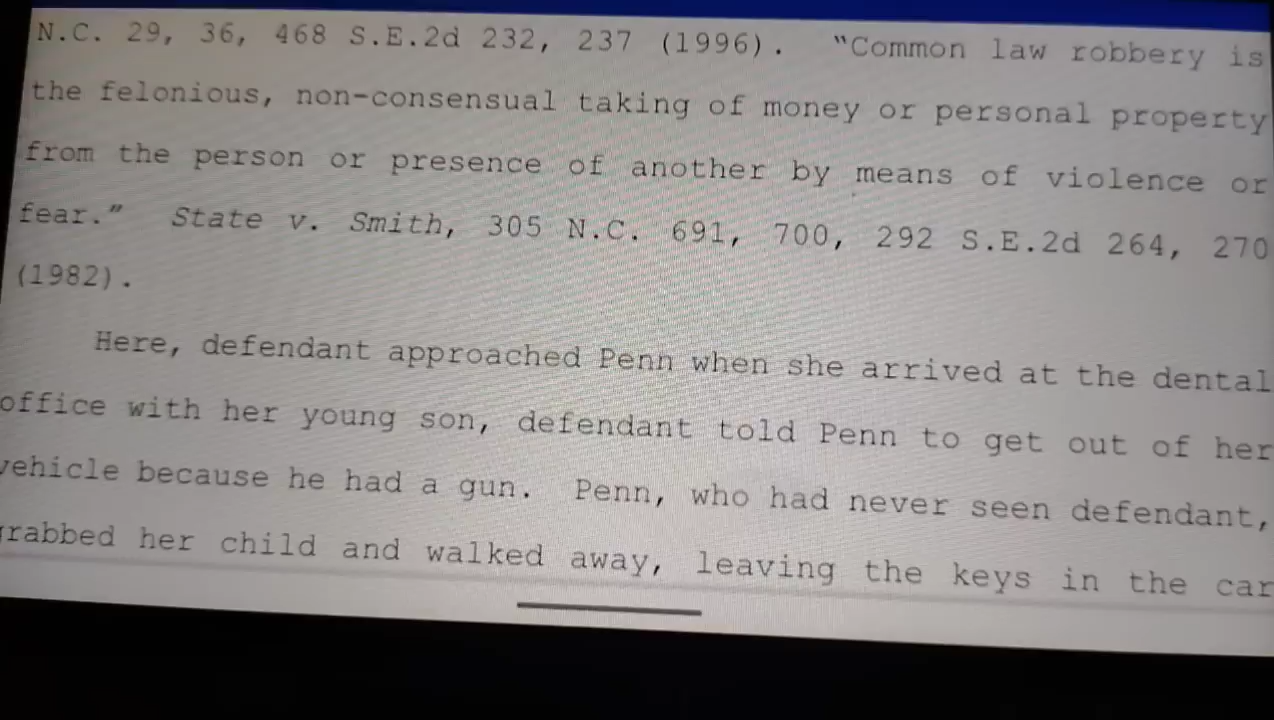 N.C. 29, 36, 468 S.E.2d 232, 237 (1996). "Common law robbery is
the felonious, non-consensual taking of money or personal property
from the person or presence of another by means of violence or
fear." State v. Smith, 305 N.C. 691, 700, 292 S.E.2d 264, 270
(1982).
Here, defendant approached Penn when she arrived at the dental
office with her young son, defendant told Penn to get out of her
vehicle because he had a gun. Penn, who had never seen defendant,
grabbed her child and walked away, leaving the keys in the car